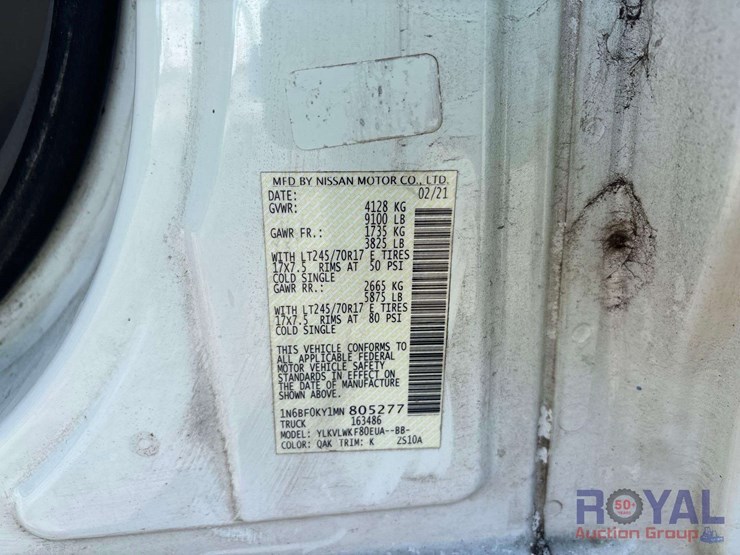 MFD BY NISSAN MOTOR CO., LTD.
DATE: 02/21
GVWR: 4128 KG
9100 LB
GAWR FR.: 1735 KG
3825 LB
WITH LT245/70R17 E TIRES
17X7.5 RIMS AT 50 PSI
COLD SINGLE
GAWR RR.: 2665 KG
5875 LB
WITH LT245/70R17 E TIRES
17X7.5 RIMS AT 80 PSI
COLD SINGLE
THIS VEHICLE CONFORMS TO
ALL APPLICABLE FEDERAL
MOTOR VEHICLE SAFETY
STANDARDS IN EFFECT ON
THE DATE OF MANUFACTURE
SHOWN ABOVE.
1N6BF0KY1MN 805277
TRUCK 163486
MODEL: YLKVLWKF80EUA--BB-
COLOR: QAK TRIM: K ZS10A
ROYAL
50+
Auction Group